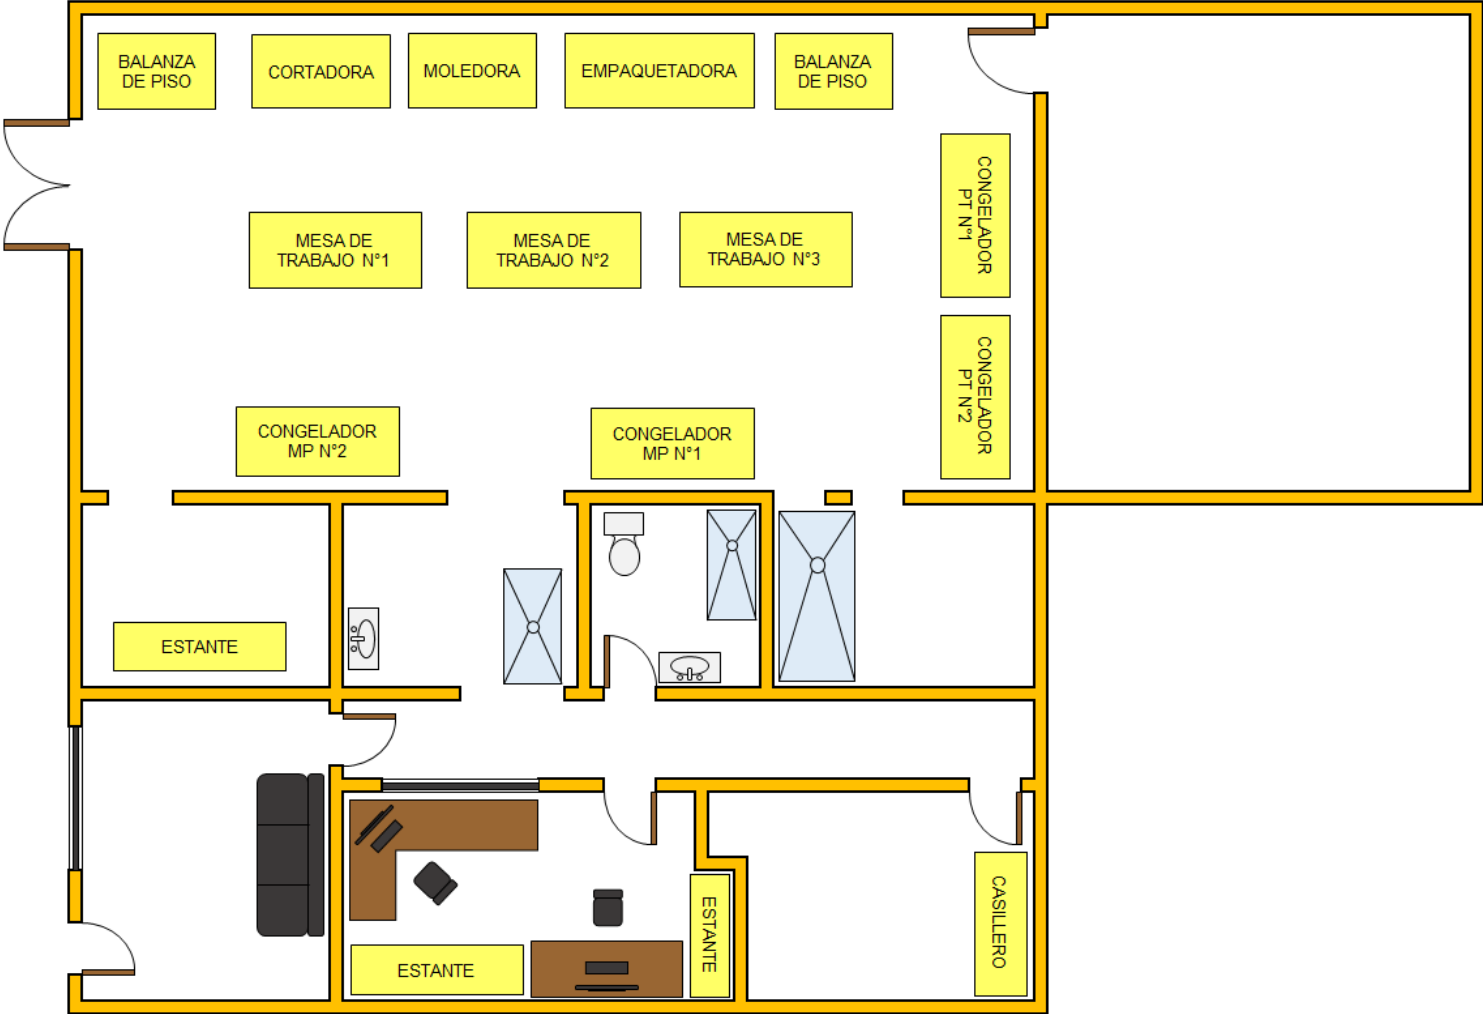 BALANZA
DE PISO
CORTADORA
MOLEDORA
EMPAQUETADORA
BALANZA
DE PISO
CONGELADOR
PT N°1
MESA DE
TRABAJO N°1
MESA DE
TRABAJO N°2
MESA DE
TRABAJO N°3
CONGELADOR
PT N°2
CONGELADOR
MP N°2
CONGELADOR
MP N°1
ESTANTE
ESTANTE
ESTANTE
CASILLERO